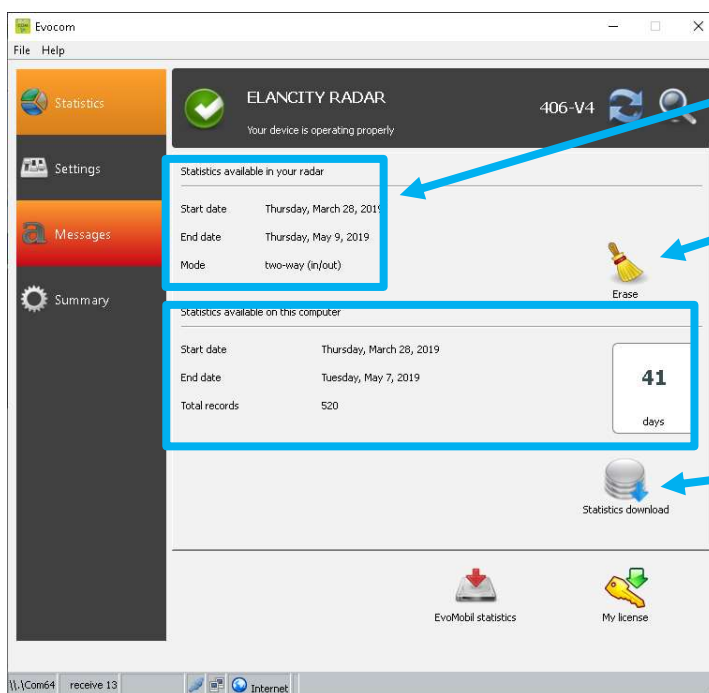 Evocom
File Help
Statistics
ELANCITY RADAR
406-V4
Your device is operating properly
Settings
Statistics available in your radar
Start date Thursday, March 28, 2019
Messages
End date Thursday, May 9, 2019
Mode two-way (in/out)
Summary
Erase
Statistics available on this computer
Start date Thursday, March 28, 2019
End date Tuesday, May 7, 2019
41
Total records 520
days
Statistics download
EvoMobil statistics
My license
\\.\Com64 receive 13 Internet